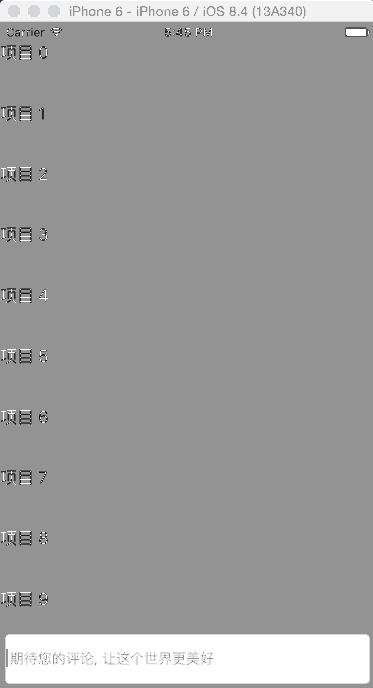 iPhone 6 - iPhone 6 / iOS 8.4 (13A340)
Carrier
项目 0
项目 1
项目 2
项目 3
项目 4
项目 5
项目 6
项目 7
项目 8
项目 9
期待您的评论, 让这个世界更美好